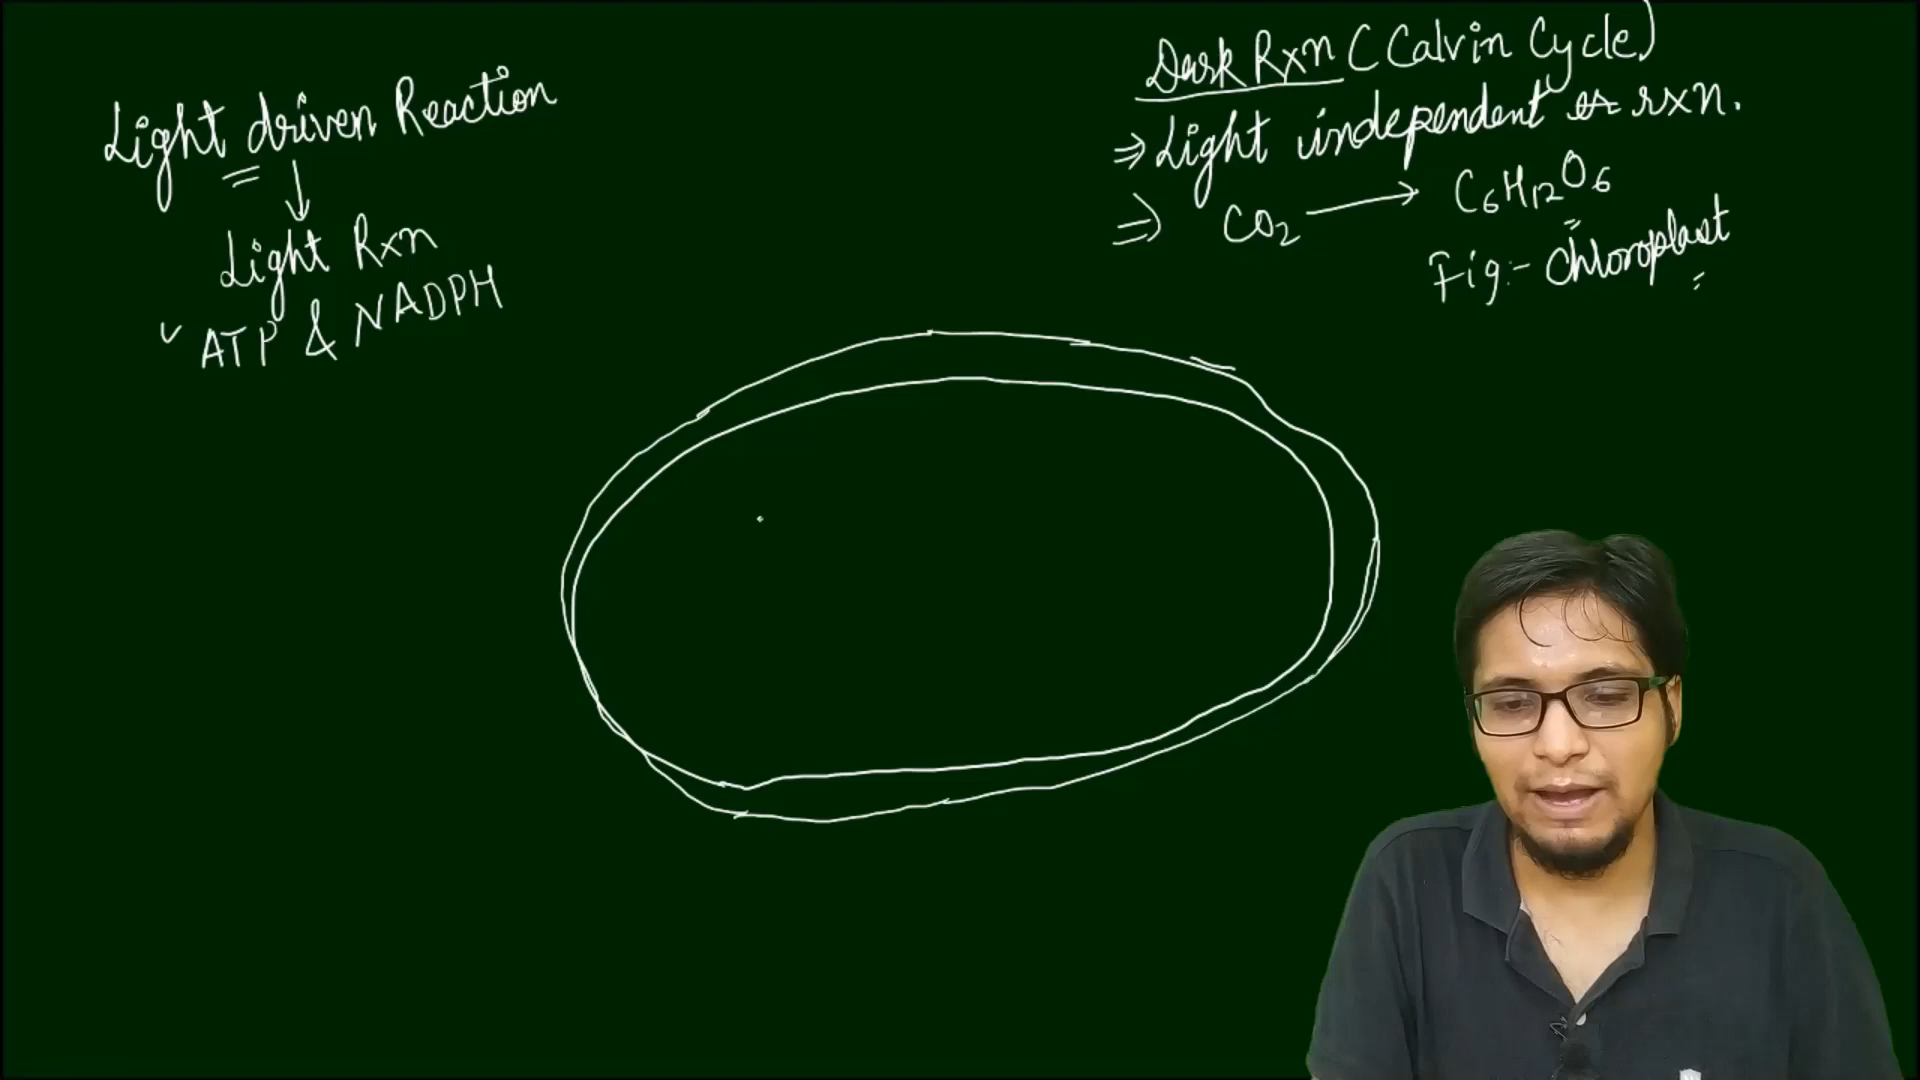 Light driven Reaction
Light Rxn
ATP & NADPH
Dark Rxn (Calvin Cycle)
⇒ Light independent rxn.
⇒ CO2 → C6H12O6
Fig:- Chloroplast